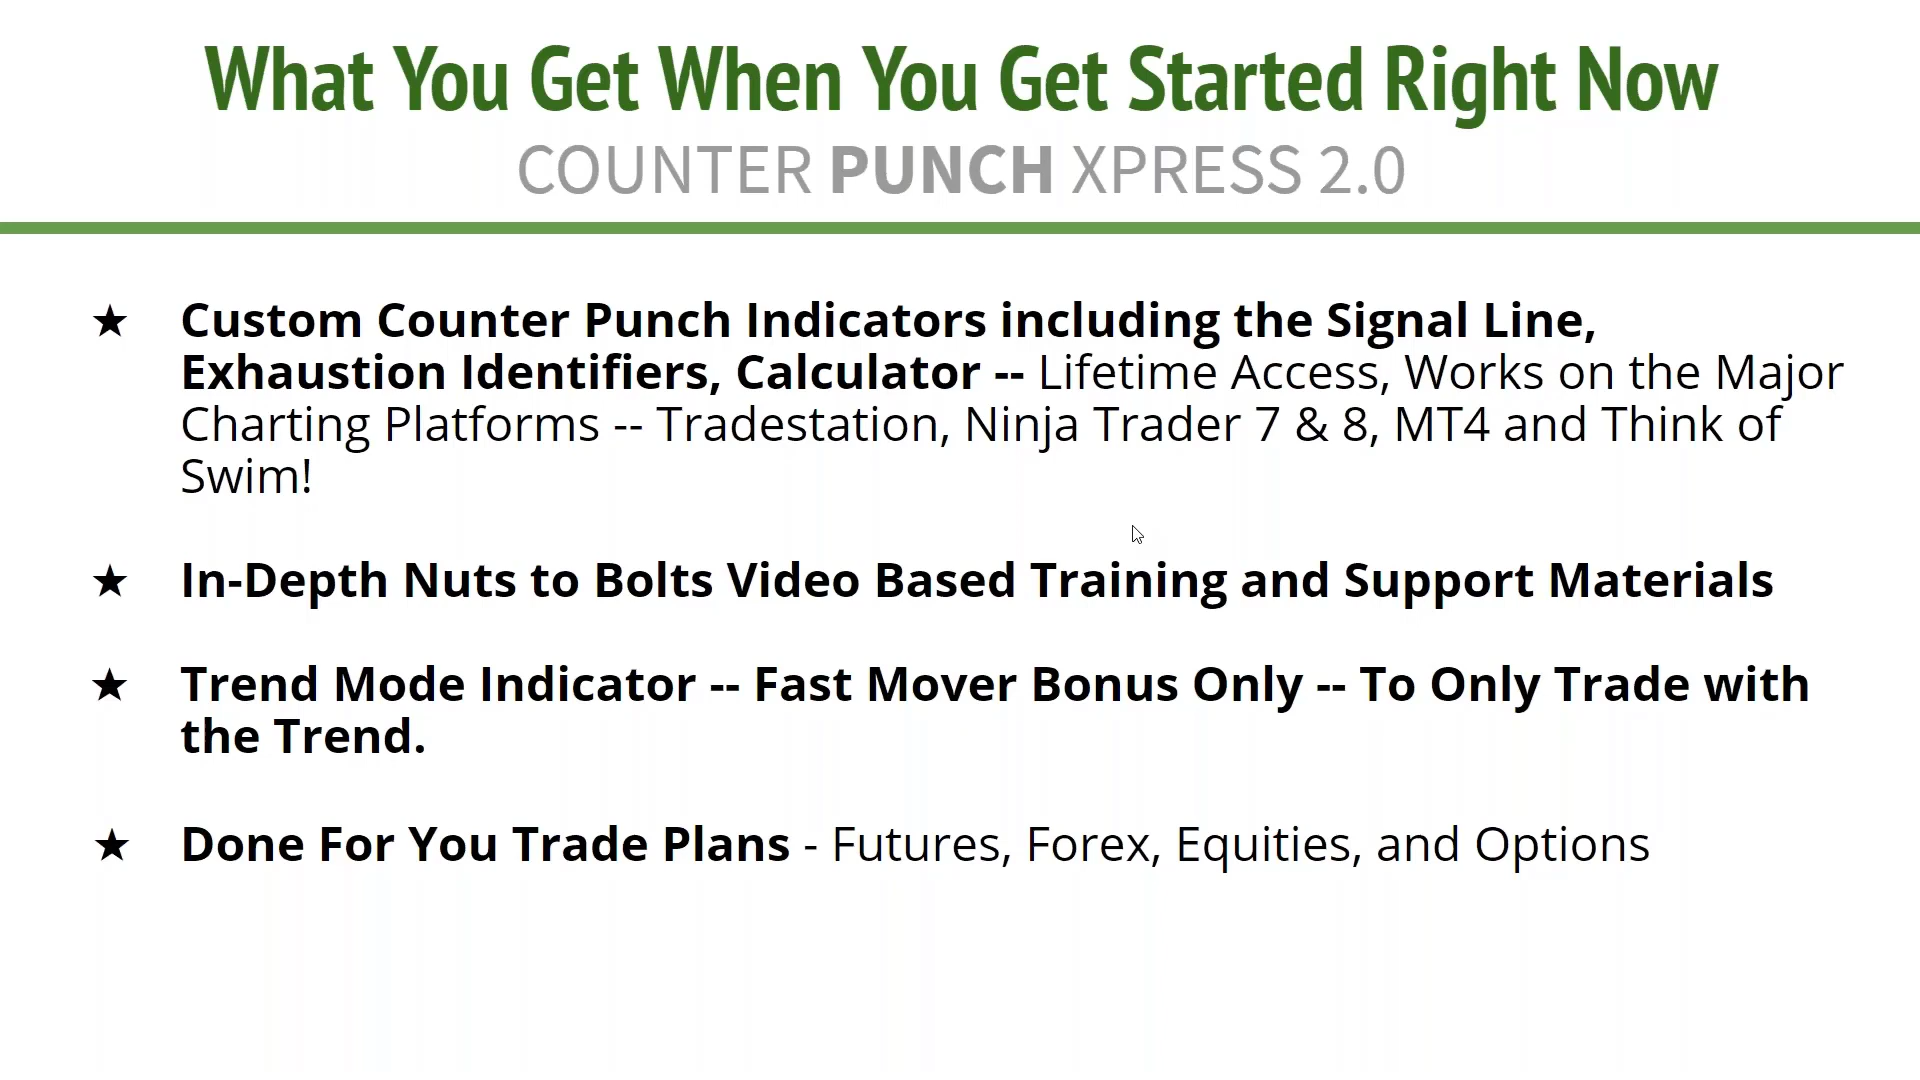 What You Get When You Get Started Right Now
COUNTER PUNCH XPRESS 2.0
★ Custom Counter Punch Indicators including the Signal Line,
Exhaustion Identifiers, Calculator -- Lifetime Access, Works on the Major
Charting Platforms -- Tradestation, Ninja Trader 7 & 8, MT4 and Think of
Swim!
★ In-Depth Nuts to Bolts Video Based Training and Support Materials
★ Trend Mode Indicator -- Fast Mover Bonus Only -- To Only Trade with
the Trend.
★ Done For You Trade Plans - Futures, Forex, Equities, and Options